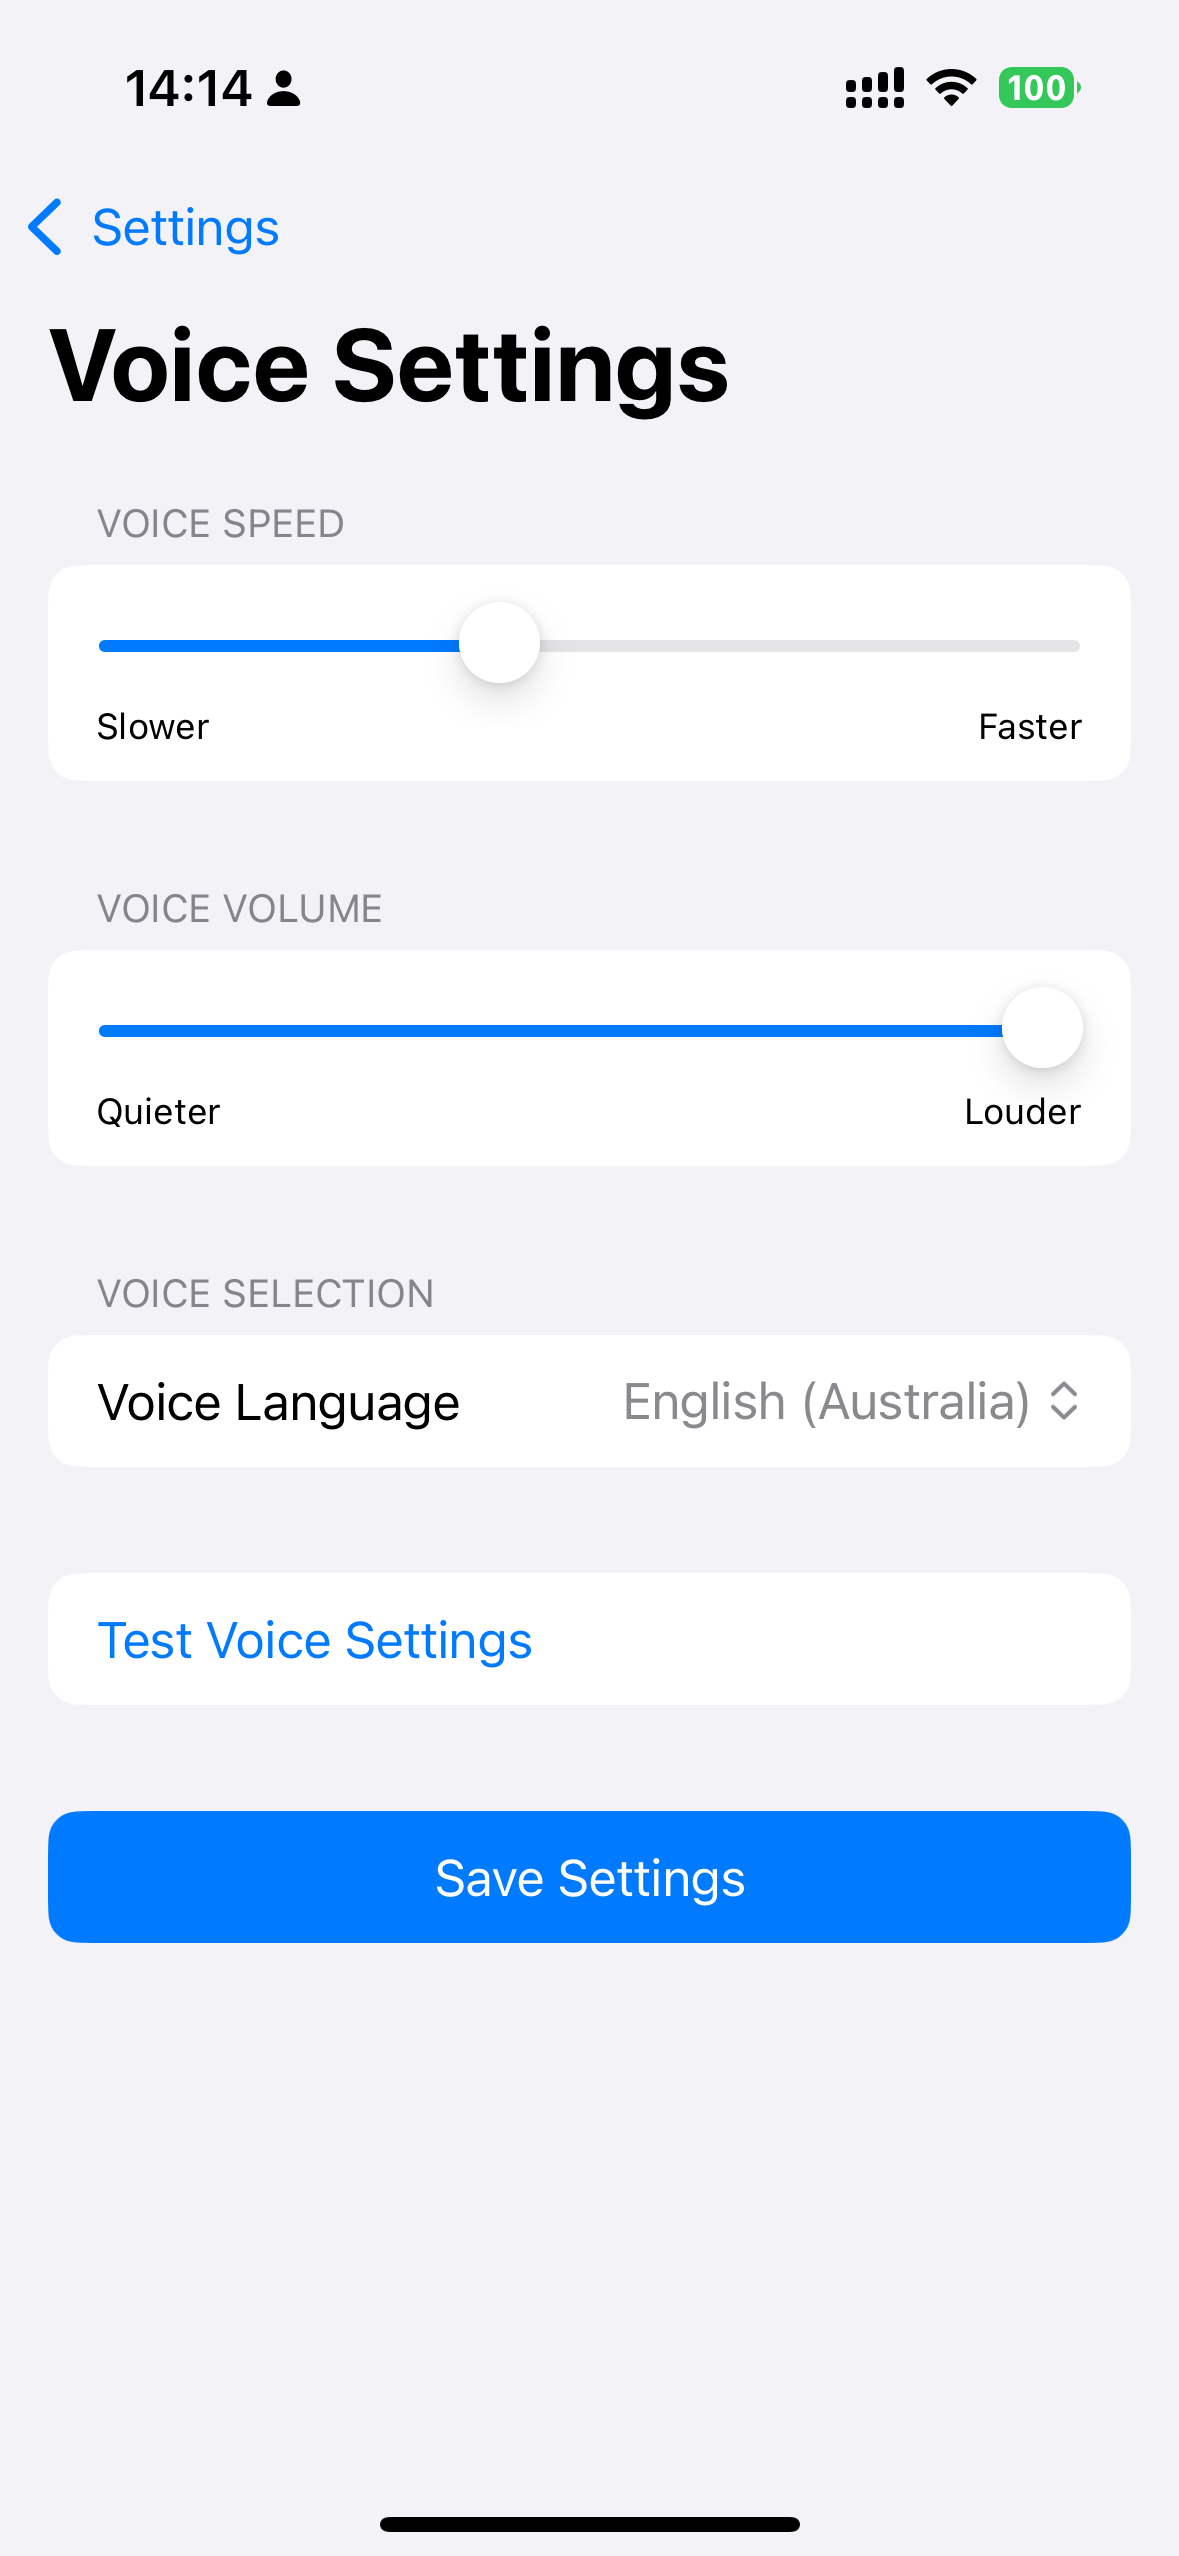 14:14
100
Settings
Voice Settings
VOICE SPEED
Slower Faster
VOICE VOLUME
Quieter Louder
VOICE SELECTION
Voice Language English (Australia)
Test Voice Settings
Save Settings